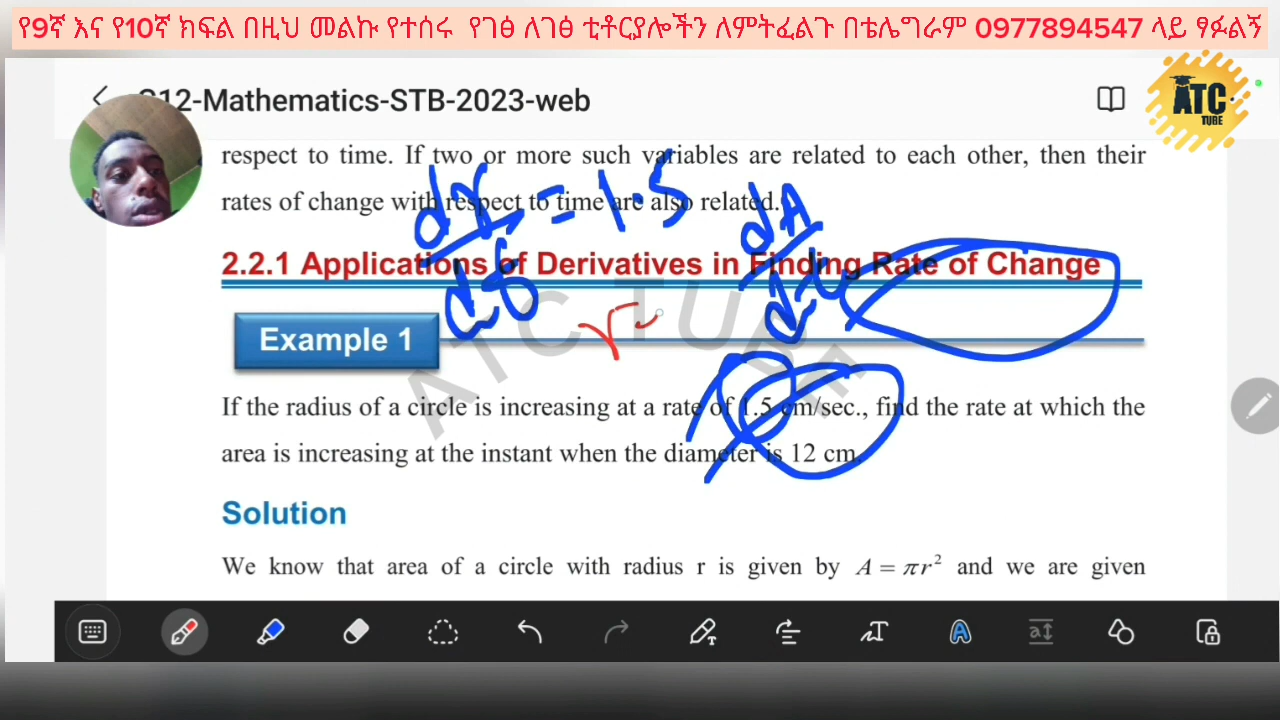 የ9ኛ እና የ10ኛ ክፍል በዚህ መልኩ የተሰሩ የገፅ ለገፅ ቲቶርያሎችን ለምትፈልጉ በቴሌግራም 0977894547 ላይ ፃፉልኝ
12-Mathematics-STB-2023-web
ATC
TUBE
respect to time. If two or more such variables are related to each other, then their
rates of change with respect to time are also related.
dr/dt = 1.5
dA/dt
2.2.1 Applications of Derivatives in Finding Rate of Change
Example 1
r =
ATC TUBE
If the radius of a circle is increasing at a rate of 1.5 cm/sec., find the rate at which the
area is increasing at the instant when the diameter is 12 cm.
Solution
We know that area of a circle with radius r is given by A = πr² and we are given